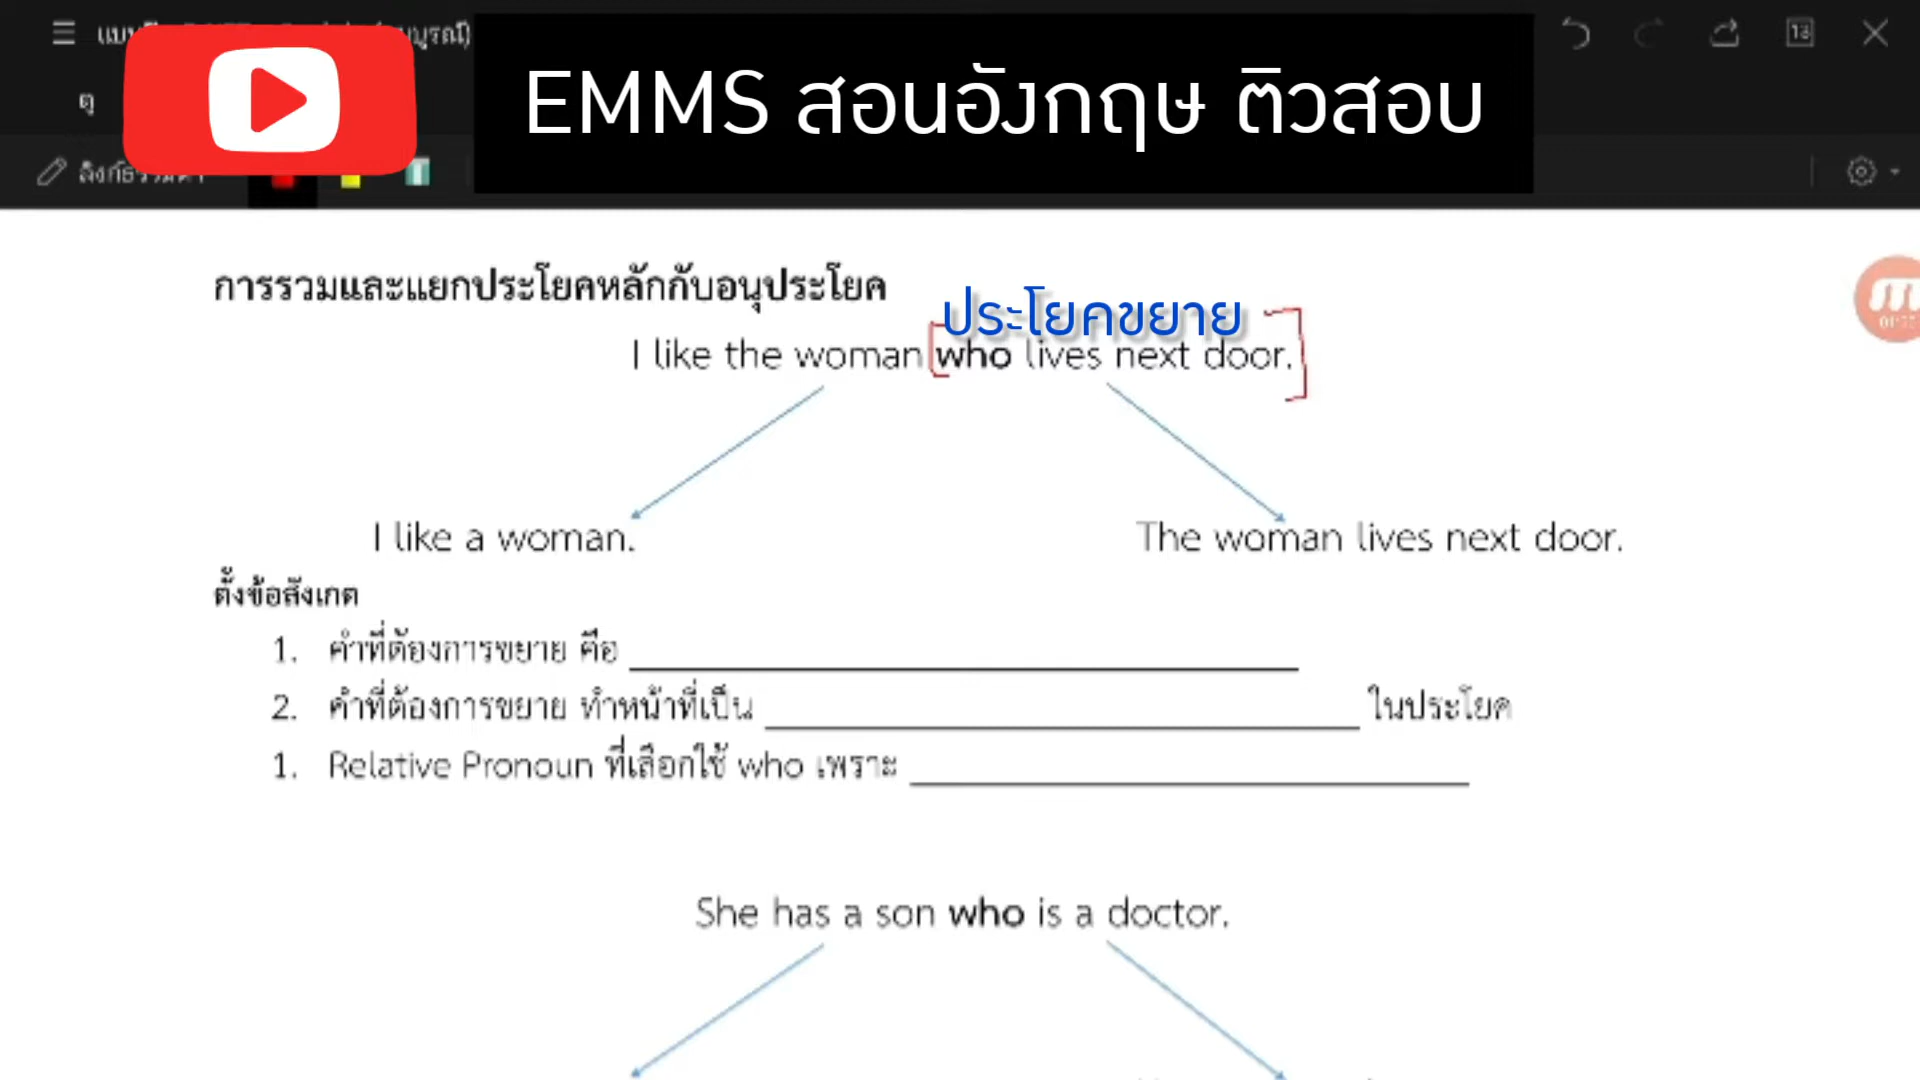 EMMS สอนอังกฤษ ติวสอบ
ตู
การรวมและแยกประโยคหลักกับอนุประโยค
ประโยคขยาย
I like the woman who lives next door.
I like a woman.
The woman lives next door.
ตั้งข้อสังเกต
1. คำที่ต้องการขยาย คือ
2. คำที่ต้องการขยาย ทำหน้าที่เป็น ในประโยค
1. Relative Pronoun ที่เลือกใช้ who เพราะ
She has a son who is a doctor.